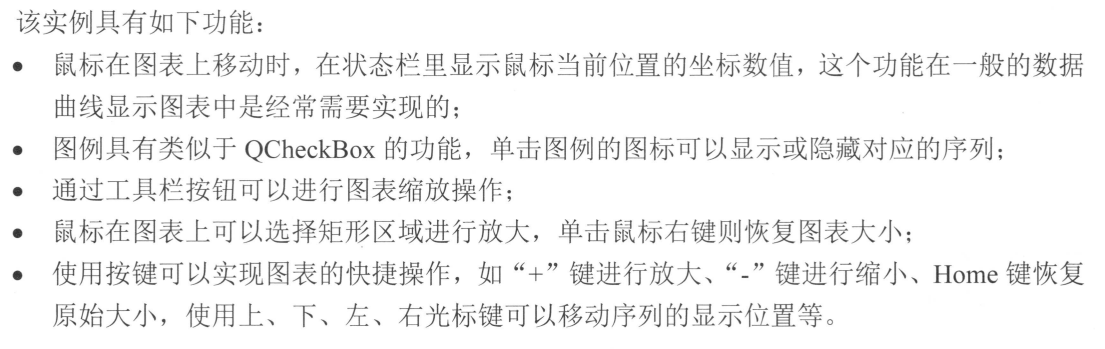 该实例具有如下功能：
● 鼠标在图表上移动时，在状态栏里显示鼠标当前位置的坐标数值，这个功能在一般的数据
曲线显示图表中是经常需要实现的；
● 图例具有类似于 QCheckBox 的功能，单击图例的图标可以显示或隐藏对应的序列；
● 通过工具栏按钮可以进行图表缩放操作；
● 鼠标在图表上可以选择矩形区域进行放大，单击鼠标右键则恢复图表大小；
● 使用按键可以实现图表的快捷操作，如“+”键进行放大、“-”键进行缩小、Home 键恢复
原始大小，使用上、下、左、右光标键可以移动序列的显示位置等。